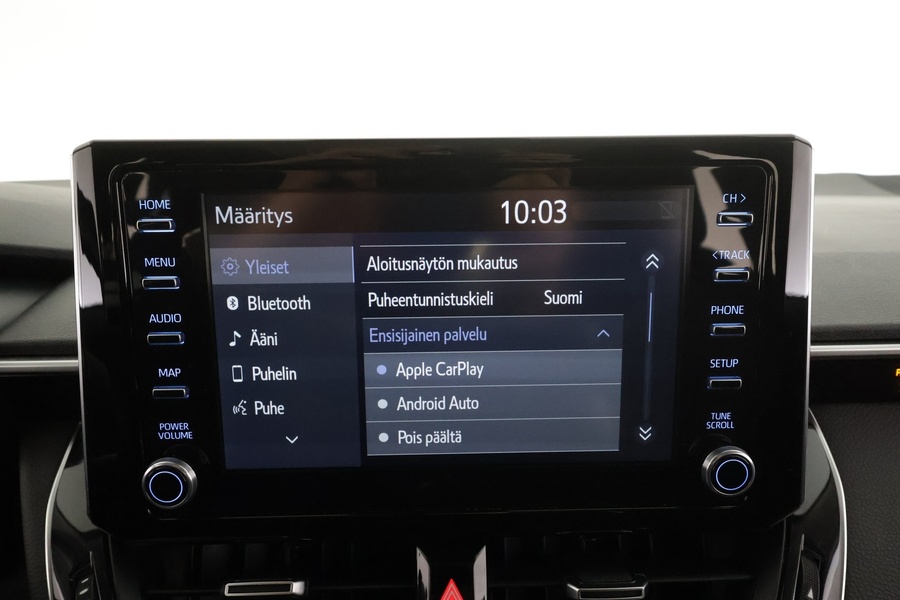 HOME
MENU
AUDIO
MAP
POWER
VOLUME
Määritys
10:03
Yleiset
Bluetooth
Ääni
Puhelin
Puhe
Aloitusnäytön mukautus
Puheentunnistuskieli Suomi
Ensisijainen palvelu
Apple CarPlay
Android Auto
Pois päältä
CH >
< TRACK
PHONE
SETUP
TUNE
SCROLL